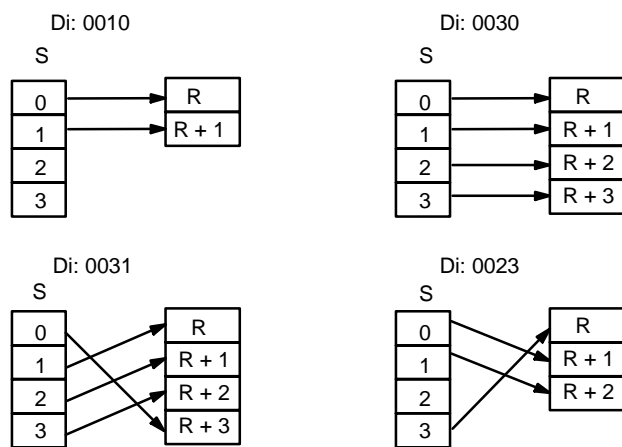 Di: 0010
S
0
1
2
3
R
R + 1
Di: 0030
S
0
1
2
3
R
R + 1
R + 2
R + 3
Di: 0031
S
0
1
2
3
R
R + 1
R + 2
R + 3
Di: 0023
S
0
1
2
3
R
R + 1
R + 2